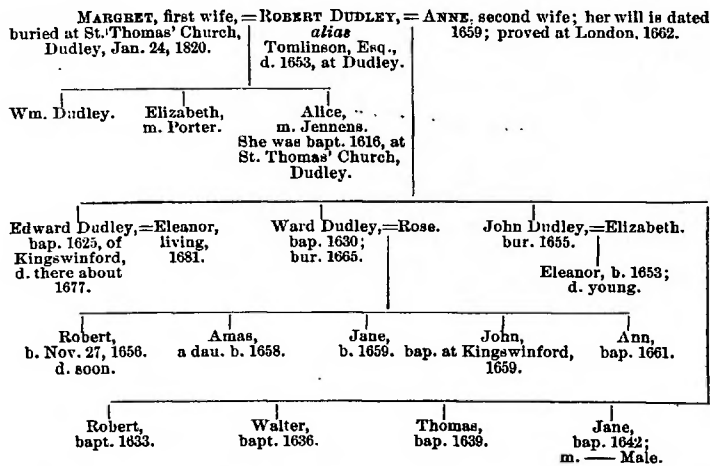 MARGRET, first wife, = ROBERT DUDLEY, = ANNE, second wife; her will is dated
buried at St. Thomas' Church, alias 1659; proved at London, 1662.
Dudley, Jan. 24, 1820. Tomlinson, Esq.,
d. 1653, at Dudley.
Wm. Dudley. Elizabeth, Alice,
m. Porter. m. Jennens.
She was bapt. 1616, at
St. Thomas' Church,
Dudley.
Edward Dudley,=Eleanor, Ward Dudley,=Rose. John Dudley,=Elizabeth.
bap. 1625, of living, bap. 1630; bur. 1655.
Kingswinford, 1681. bur. 1665.
d. there about Eleanor, b. 1653;
1677. d. young.
Robert, Amas, Jane, John, Ann,
b. Nov. 27, 1656. a dau. b. 1658. b. 1659. bap. at Kingswinford, bap. 1661.
d. soon. 1659.
Robert, Walter, Thomas, Jane,
bapt. 1633. bapt. 1636. bap. 1639. bap. 1642;
m. — Male.